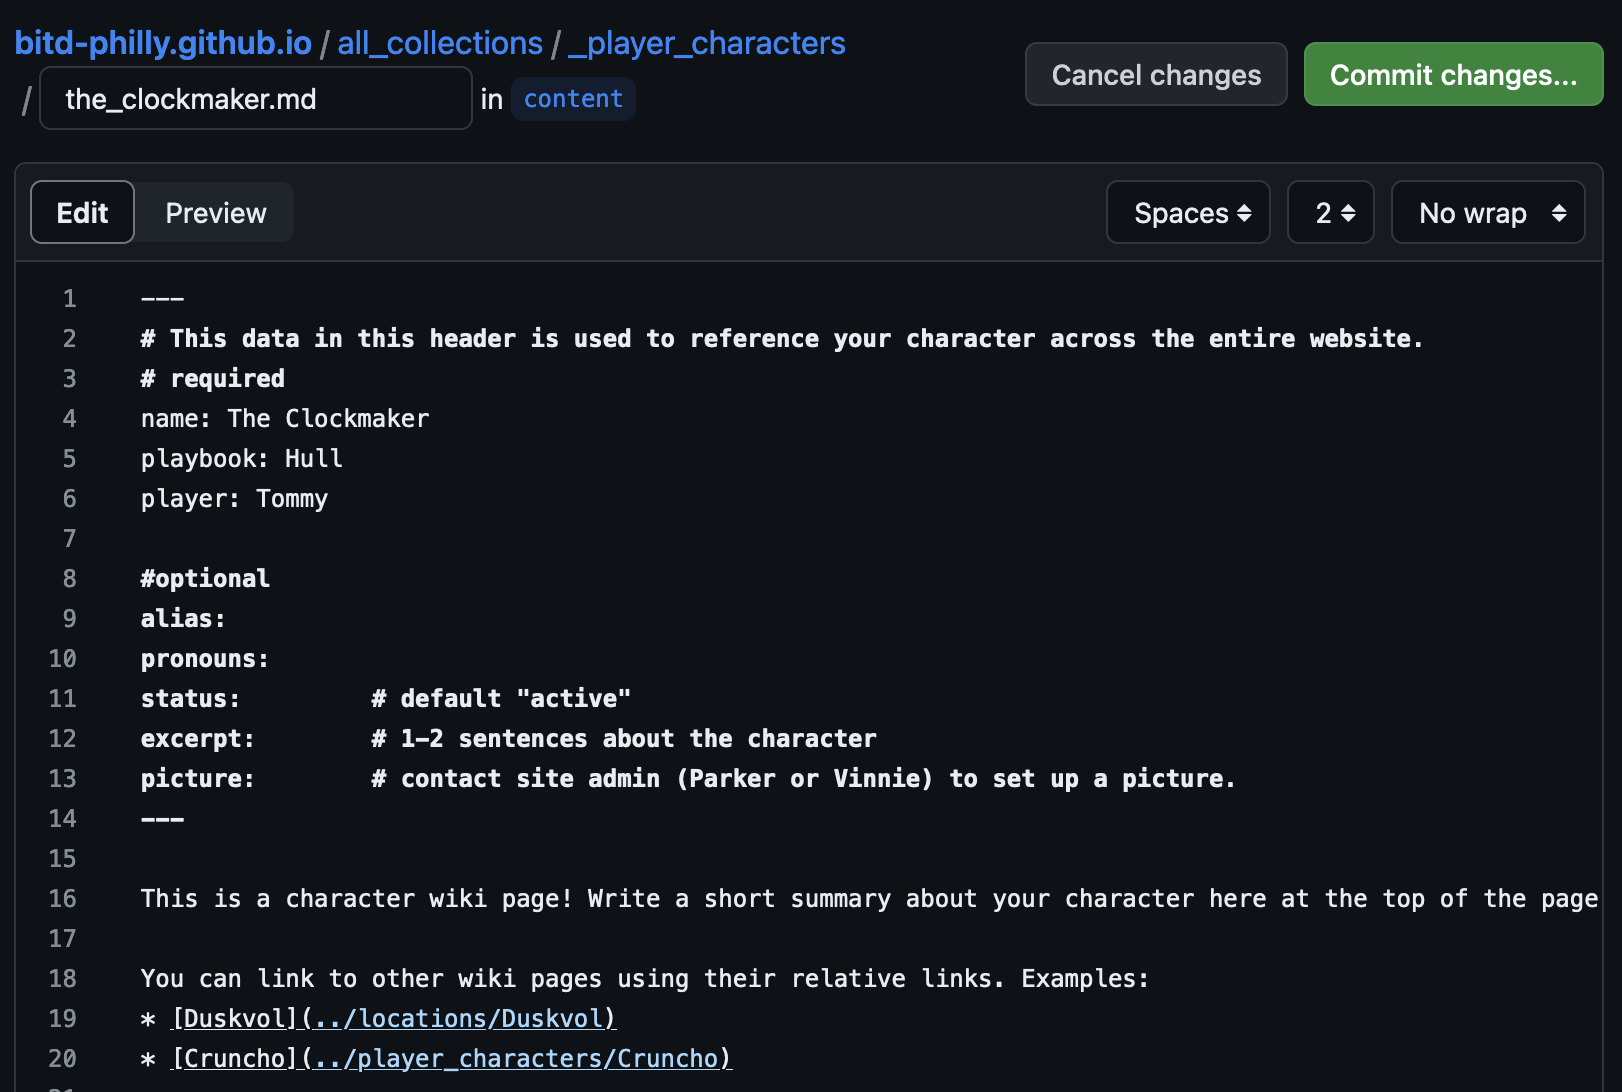 bitd-philly.github.io / all_collections / _player_characters
/ the_clockmaker.md in content
Cancel changes
Commit changes...
Edit
Preview
Spaces
2
No wrap
1 ---
2 # This data in this header is used to reference your character across the entire website.
3 # required
4 name: The Clockmaker
5 playbook: Hull
6 player: Tommy
7
8 #optional
9 alias:
10 pronouns:
11 status:         # default "active"
12 excerpt:        # 1-2 sentences about the character
13 picture:        # contact site admin (Parker or Vinnie) to set up a picture.
14 ---
15
16 This is a character wiki page! Write a short summary about your character here at the top of the page
17
18 You can link to other wiki pages using their relative links. Examples:
19 * [Duskvol](../locations/Duskvol)
20 * [Cruncho](../player_characters/Cruncho)